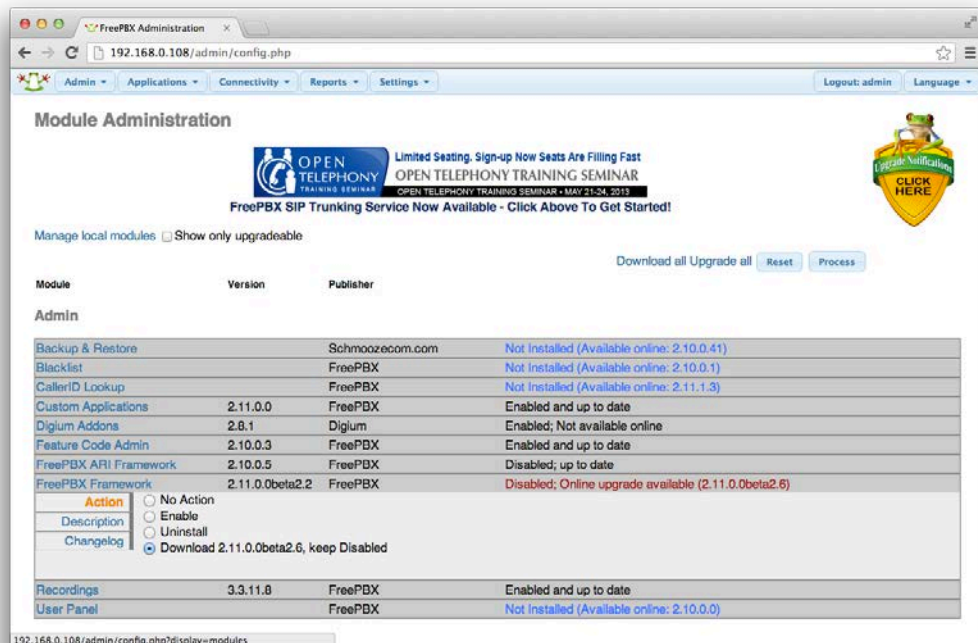 FreePBX Administration
192.168.0.108/admin/config.php
Admin Applications Connectivity Reports Settings Logout: admin Language
Module Administration
OPEN TELEPHONY TRAINING SEMINAR
Limited Seating. Sign-up Now Seats Are Filling Fast
OPEN TELEPHONY TRAINING SEMINAR
OPEN TELEPHONY TRAINING SEMINAR • MAY 21-24, 2013
FreePBX SIP Trunking Service Now Available - Click Above To Get Started!
Upgrade Notifications
CLICK
HERE
Manage local modules Show only upgradeable
Download all Upgrade all Reset Process
Module Version Publisher
Admin
Backup & Restore Schmoozecom.com Not Installed (Available online: 2.10.0.41)
Blacklist FreePBX Not Installed (Available online: 2.10.0.1)
CallerID Lookup FreePBX Not Installed (Available online: 2.11.1.3)
Custom Applications 2.11.0.0 FreePBX Enabled and up to date
Digium Addons 2.8.1 Digium Enabled; Not available online
Feature Code Admin 2.10.0.3 FreePBX Enabled and up to date
FreePBX ARI Framework 2.10.0.5 FreePBX Disabled; up to date
FreePBX Framework 2.11.0.0beta2.2 FreePBX Disabled; Online upgrade available (2.11.0.0beta2.6)
Action No Action
Enable
Description
Uninstall
Changelog
Download 2.11.0.0beta2.6, keep Disabled
Recordings 3.3.11.8 FreePBX Enabled and up to date
User Panel FreePBX Not Installed (Available online: 2.10.0.0)
192.168.0.108/admin/config.php?display=modules